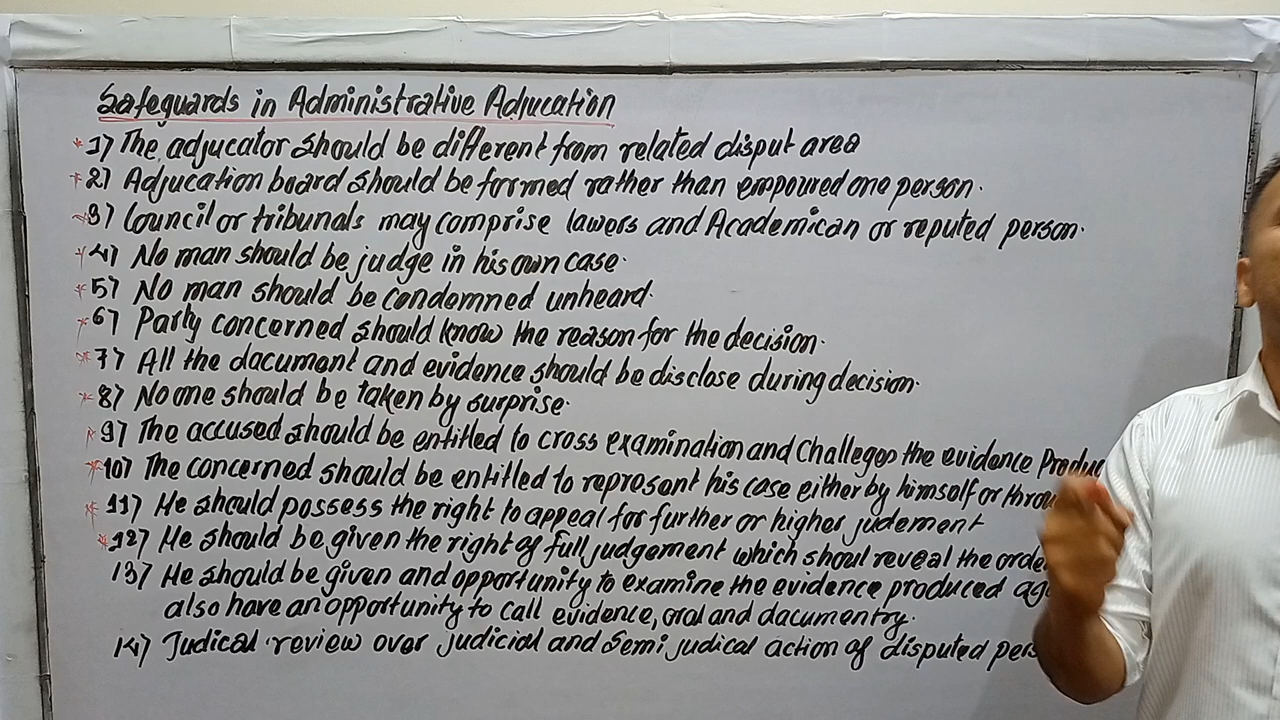 Safeguards in Administrative Adjucation
1) The adjucator should be different from related disput area
2) Adjucation board should be formed rather than empoured one person.
3) Council or tribunals may comprise lawers and Academican or reputed person.
4) No man should be judge in his own case.
5) No man should be condemned unheard.
6) Party concerned should know the reason for the decision.
7) All the dacument and evidence should be disclose during decision.
8) No one should be taken by surprise.
9) The accused should be entitled to cross examination and the evidence
10) The concerned should be entitled to represent his case either by himself or
11) He should possess the right to appeal for further or higher judement
12) He should be given the right of full judgement which shoul reveal the
13) He should be given and opportunity to examine the evidence produced
also have an opportunity to call evidence, oral and dacumentry.
14) Judical review over judicial and Semi judical action of disputed